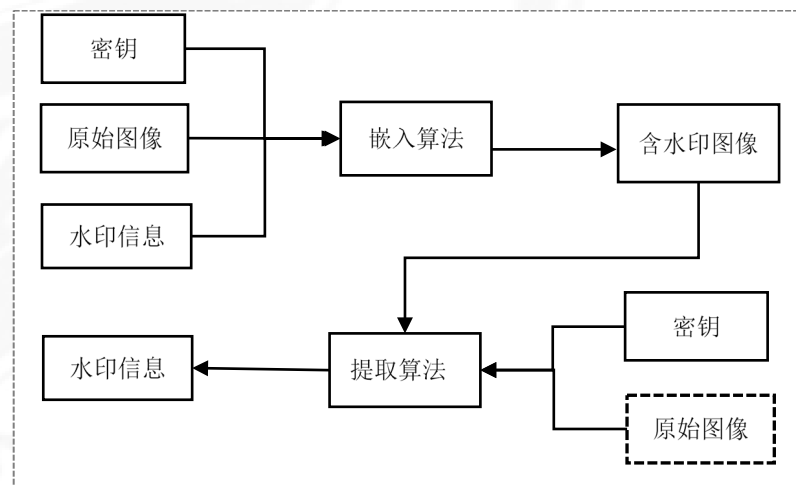 密钥
原始图像
嵌入算法
含水印图像
水印信息
密钥
水印信息
提取算法
原始图像